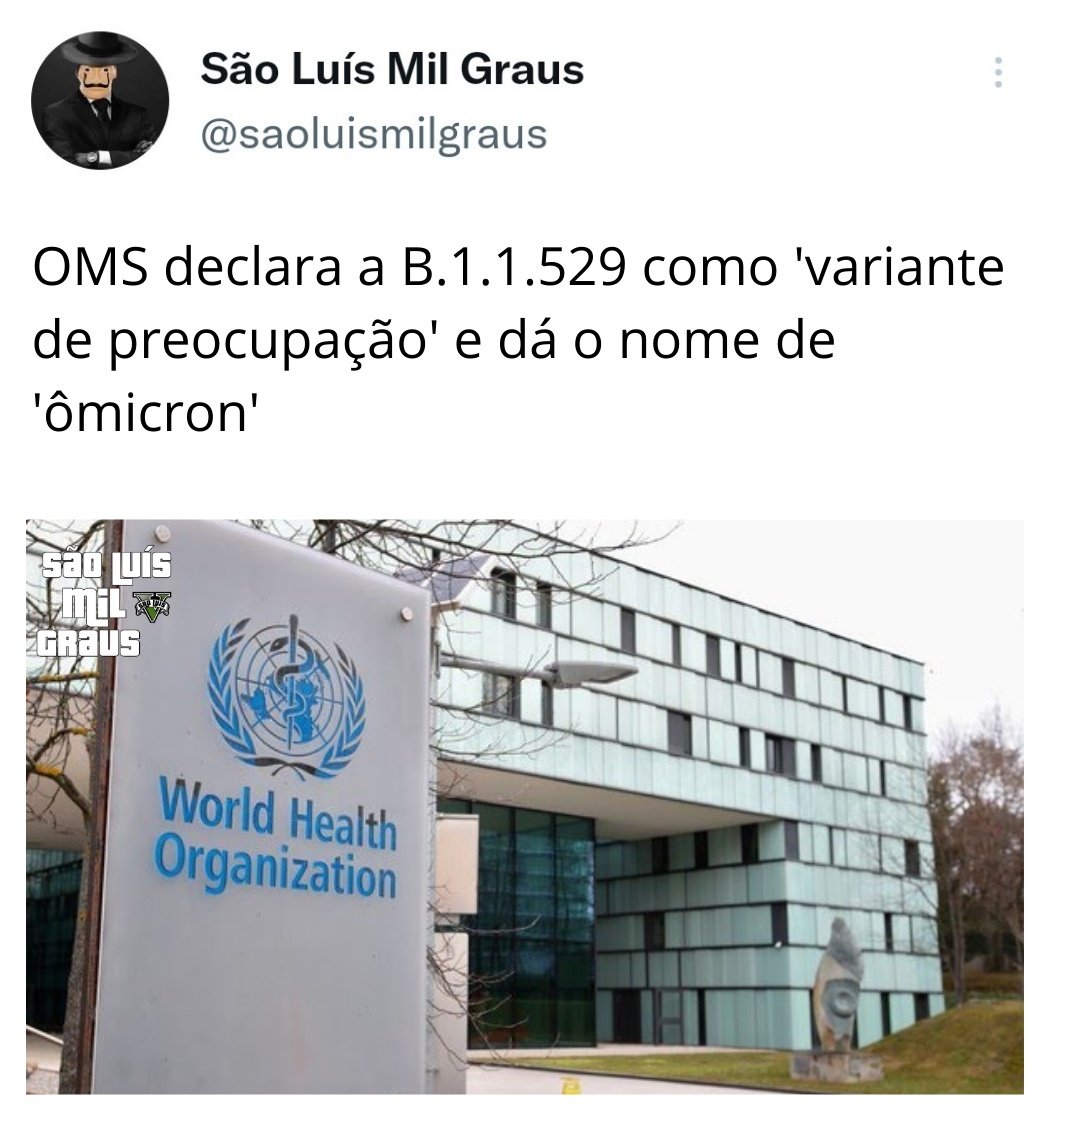 São Luís Mil Graus
@saoluismilgraus
OMS declara a B.1.1.529 como 'variante
de preocupação' e dá o nome de
'ômicron'
são luís
mil
graus
World Health
Organization